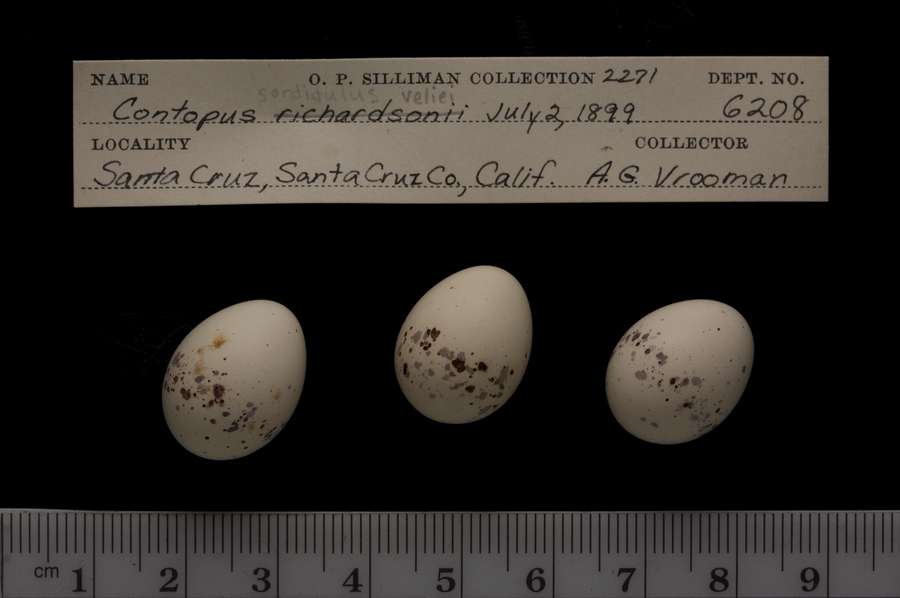 NAME O. P. SILLIMAN COLLECTION 2271 DEPT. NO.
sordidulus veliei
Contopus richardsonii July 2, 1899 6208
LOCALITY COLLECTOR
Santa Cruz, Santa Cruz Co., Calif. A. G. Vrooman
cm 1 2 3 4 5 6 7 8 9